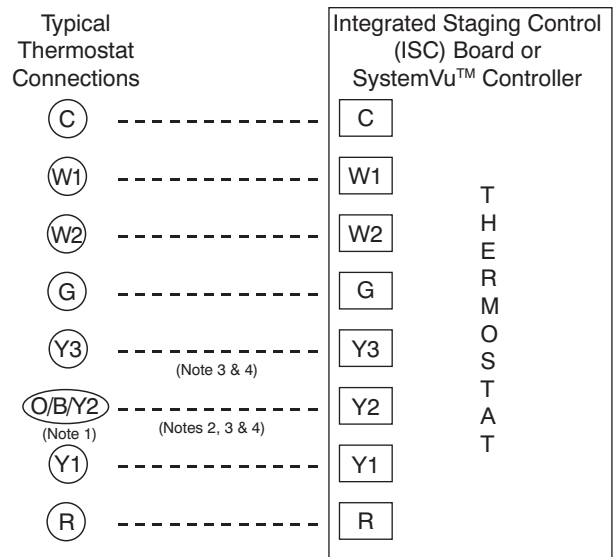 Typical
Thermostat
Connections
Integrated Staging Control
(ISC) Board or
SystemVu™ Controller
C
C
W1
W1
W2
W2
G
G
Y3
(Note 3 & 4)
Y3
O/B/Y2
(Note 1)
(Notes 2, 3 & 4)
Y2
Y1
Y1
R
R
THERMOSTAT